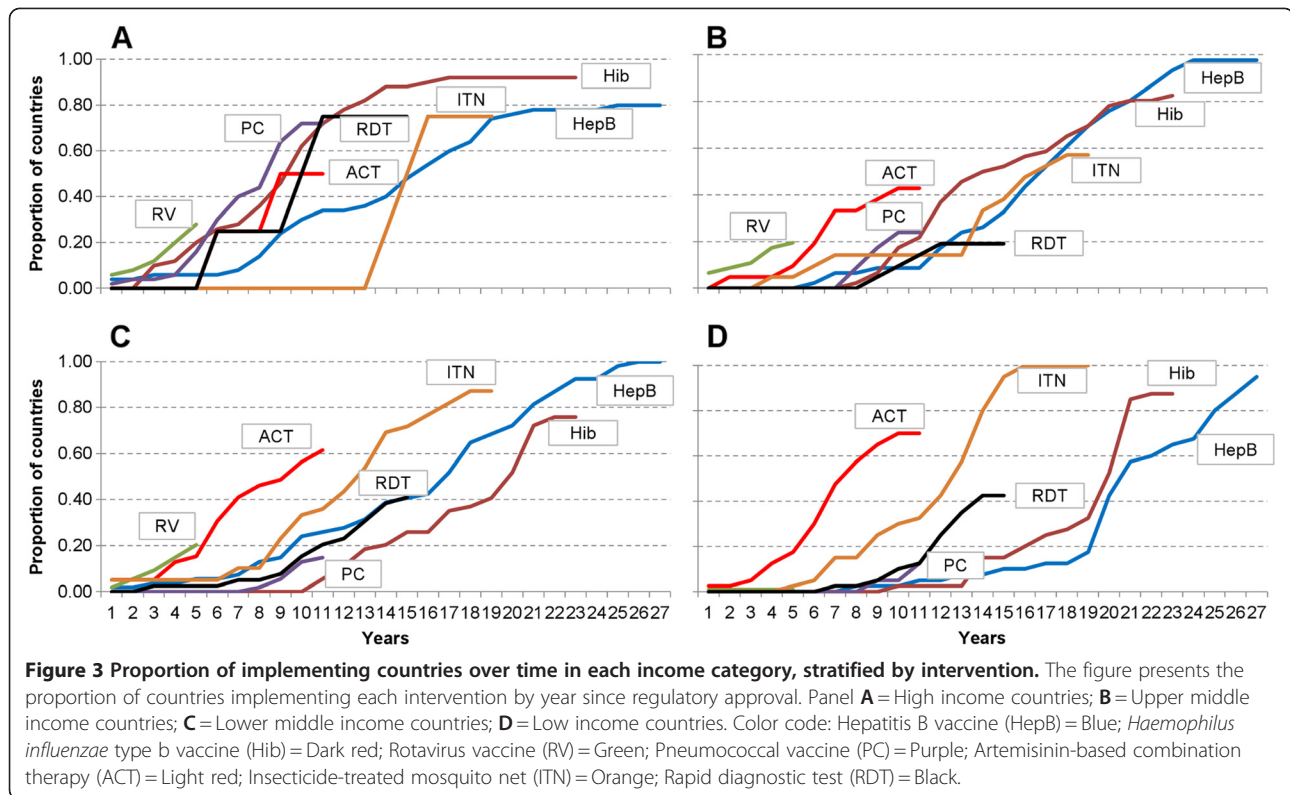 A
Proportion of countries
1.00
0.80
0.60
0.40
0.20
0.00
RV
PC
ACT
RDT
ITN
Hib
HepB
B
RV
ACT
PC
RDT
ITN
Hib
HepB
C
Proportion of countries
1.00
0.80
0.60
0.40
0.20
0.00
RV
ACT
PC
RDT
ITN
Hib
HepB
1 2 3 4 5 6 7 8 9 10 11 12 13 14 15 16 17 18 19 20 21 22 23 24 25 26 27
Years
D
ACT
PC
RDT
ITN
Hib
HepB
1 2 3 4 5 6 7 8 9 10 11 12 13 14 15 16 17 18 19 20 21 22 23 24 25 26 27
Years
Figure 3 Proportion of implementing countries over time in each income category, stratified by intervention. The figure presents the
proportion of countries implementing each intervention by year since regulatory approval. Panel A = High income countries; B = Upper middle
income countries; C = Lower middle income countries; D = Low income countries. Color code: Hepatitis B vaccine (HepB) = Blue; Haemophilus
influenzae type b vaccine (Hib) = Dark red; Rotavirus vaccine (RV) = Green; Pneumococcal vaccine (PC) = Purple; Artemisinin-based combination
therapy (ACT) = Light red; Insecticide-treated mosquito net (ITN) = Orange; Rapid diagnostic test (RDT) = Black.